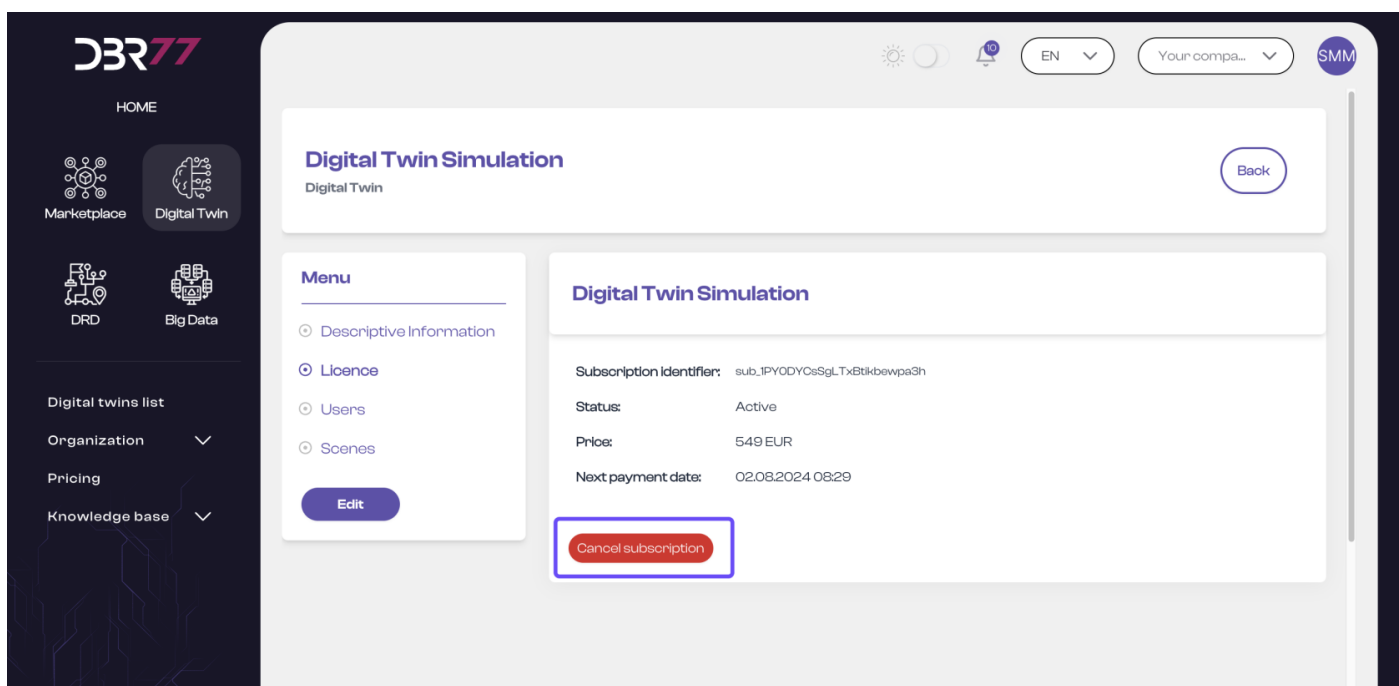 DBR77
HOME
Marketplace
Digital Twin
DRD
Big Data
Digital twins list
Organization
Pricing
Knowledge base
10
EN
Your compa...
SMM
Digital Twin Simulation
Digital Twin
Back
Menu
Descriptive Information
Licence
Users
Scenes
Edit
Digital Twin Simulation
Subscription identifier: sub_1PY0DYCsSgLTxBtikbewpa3h
Status: Active
Price: 549 EUR
Next payment date: 02.08.2024 08:29
Cancel subscription